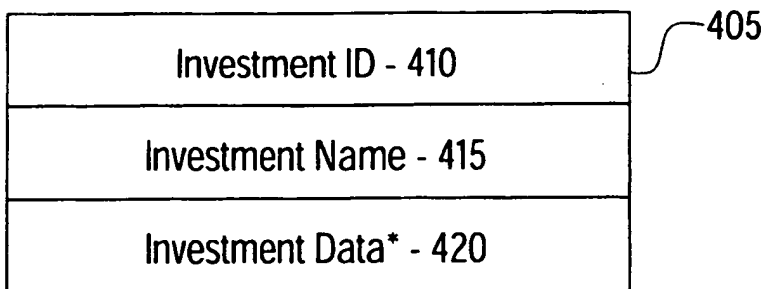 405
Investment ID - 410
Investment Name - 415
Investment Data* - 420